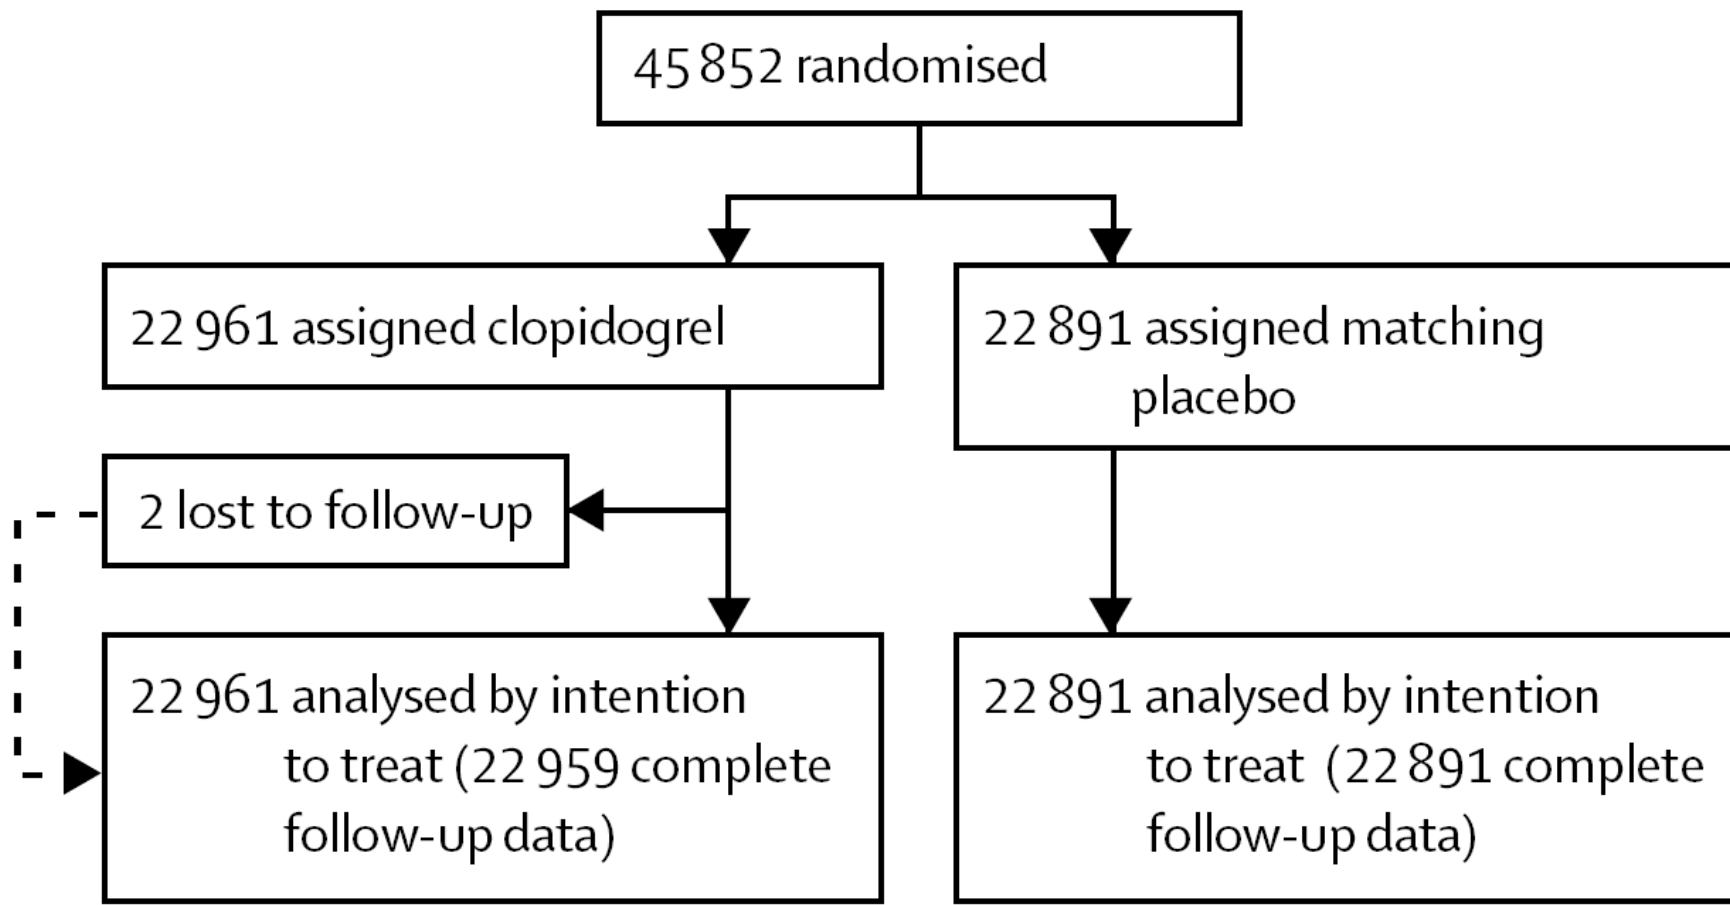 45 852 randomised
22 961 assigned clopidogrel
22 891 assigned matching
placebo
2 lost to follow-up
22 961 analysed by intention
to treat (22 959 complete
follow-up data)
22 891 analysed by intention
to treat (22 891 complete
follow-up data)